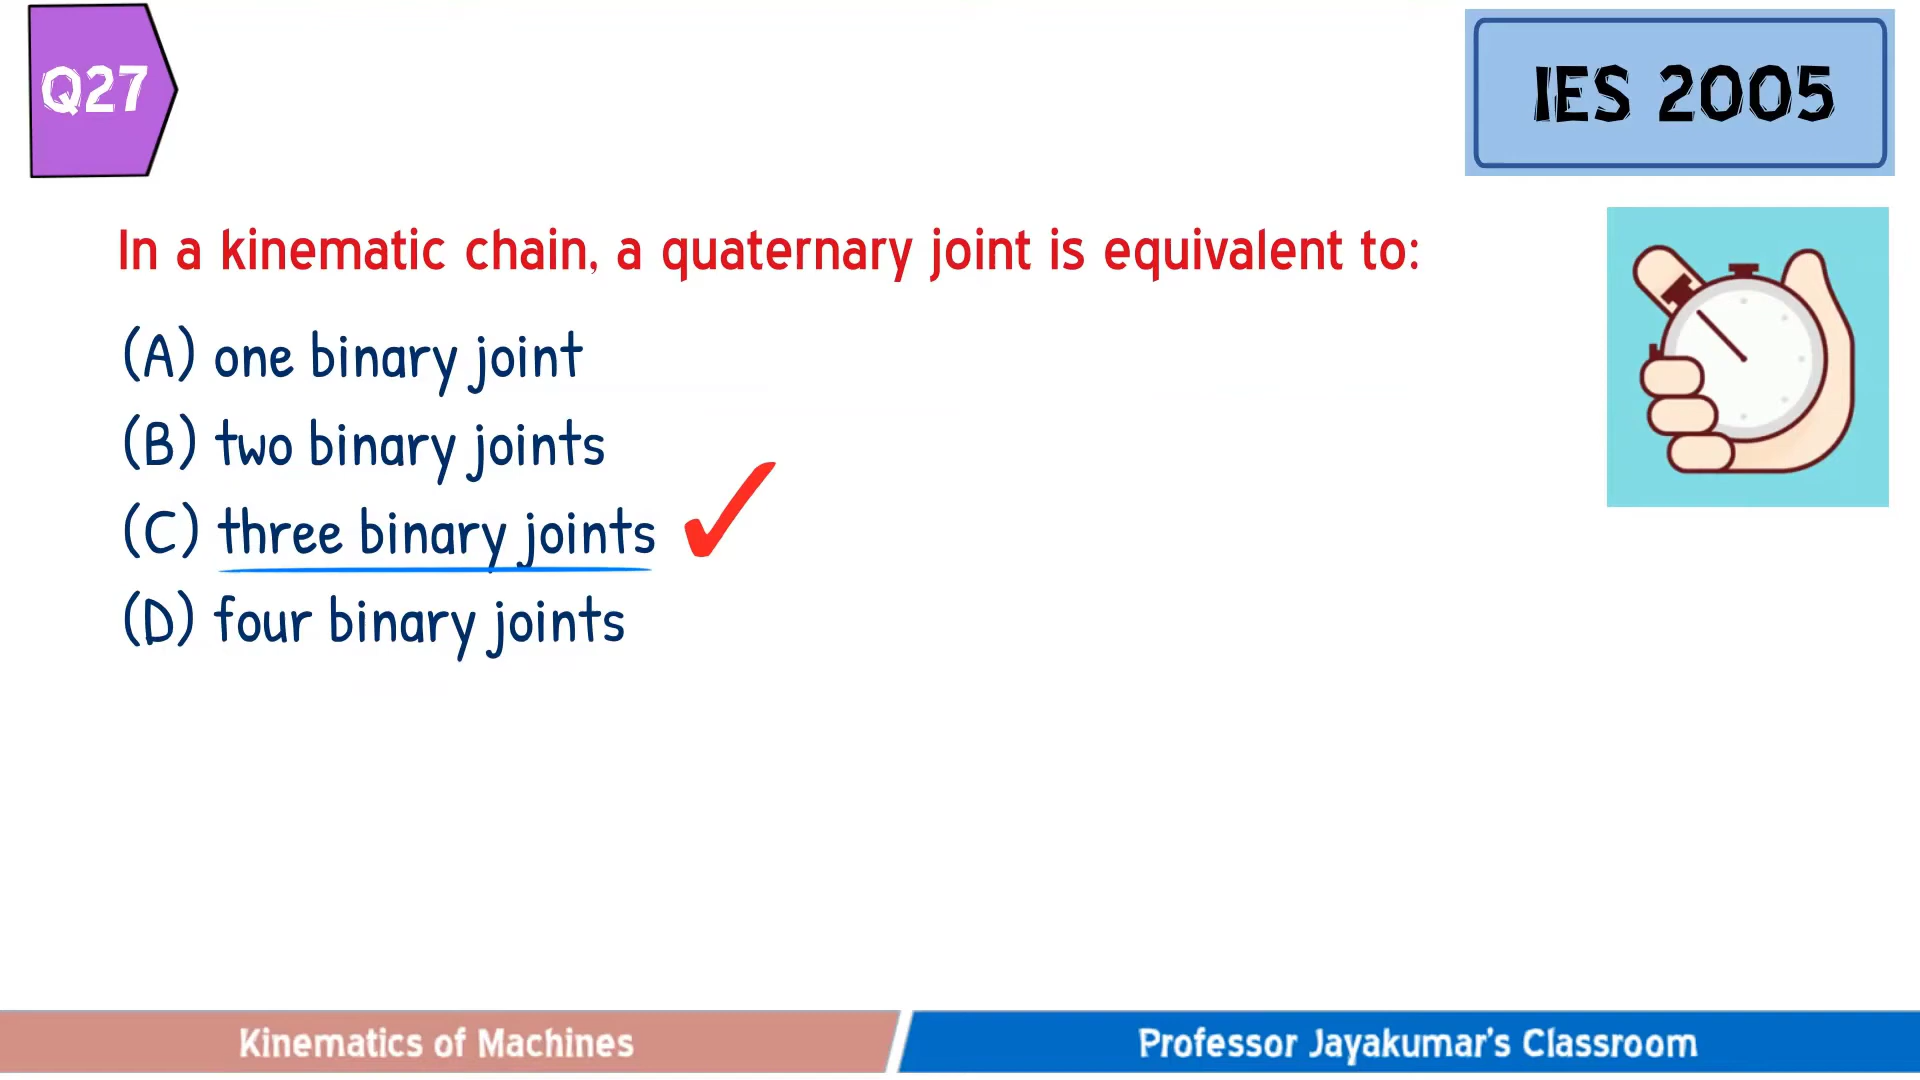 Q27
IES 2005
In a kinematic chain, a quaternary joint is equivalent to:
(A) one binary joint
(B) two binary joints
(C) three binary joints
(D) four binary joints
Kinematics of Machines
Professor Jayakumar's Classroom